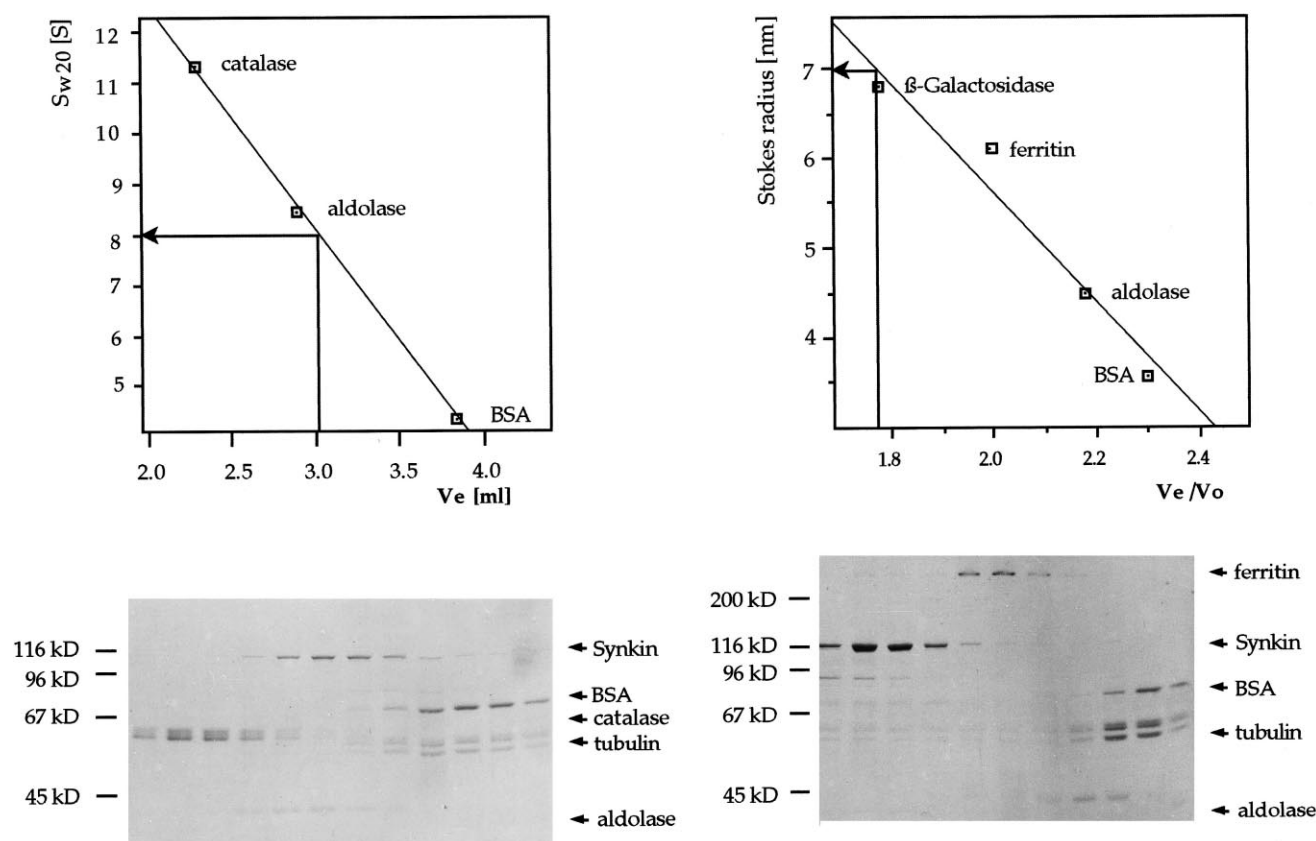 Sw20 [S]
12
11
10
9
8
7
6
5
catalase
aldolase
BSA
2.0 2.5 3.0 3.5 4.0
Ve [ml]
Stokes radius [nm]
7
6
5
4
ß-Galactosidase
ferritin
aldolase
BSA
1.8 2.0 2.2 2.4
Ve /Vo
116 kD
96 kD
67 kD
45 kD
Synkin
BSA
catalase
tubulin
aldolase
200 kD
116 kD
96 kD
67 kD
45 kD
ferritin
Synkin
BSA
tubulin
aldolase